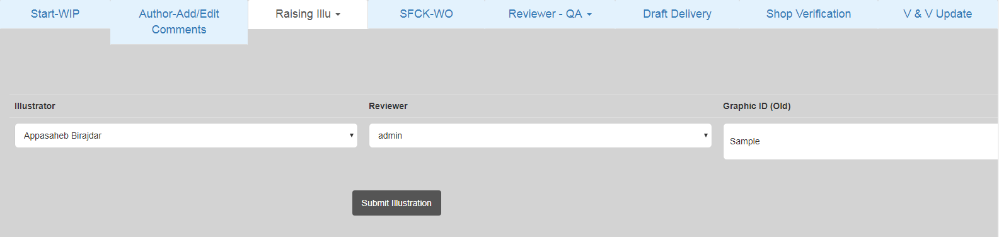 Start-WIP
Author-Add/Edit
Comments
Raising Illu
SFCK-WO
Reviewer - QA
Draft Delivery
Shop Verification
V & V Update
Illustrator
Reviewer
Graphic ID (Old)
Appasaheb Birajdar
admin
Sample
Submit Illustration